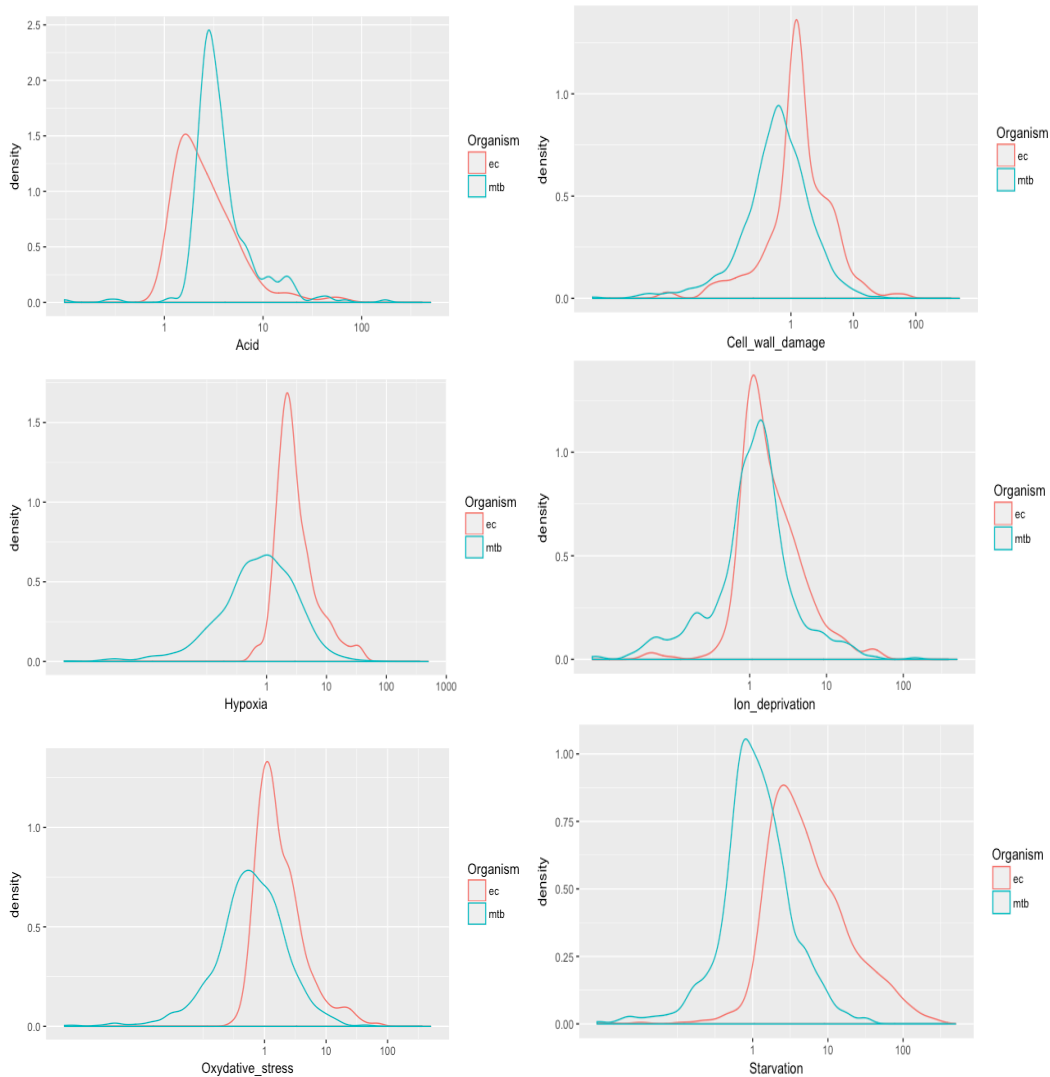 2.5
2.0
1.5
1.0
0.5
0.0
density
1 10 100
Acid
Organism
ec
mtb
1.0
0.5
0.0
density
1 10 100
Cell_wall_damage
Organism
ec
mtb
1.5
1.0
0.5
0.0
density
1 10 100 1000
Hypoxia
Organism
ec
mtb
1.0
0.5
0.0
density
1 10 100
Ion_deprivation
Organism
ec
mtb
1.0
0.5
0.0
density
1 10 100
Oxydative_stress
Organism
ec
mtb
1.00
0.75
0.50
0.25
0.00
density
1 10 100
Starvation
Organism
ec
mtb